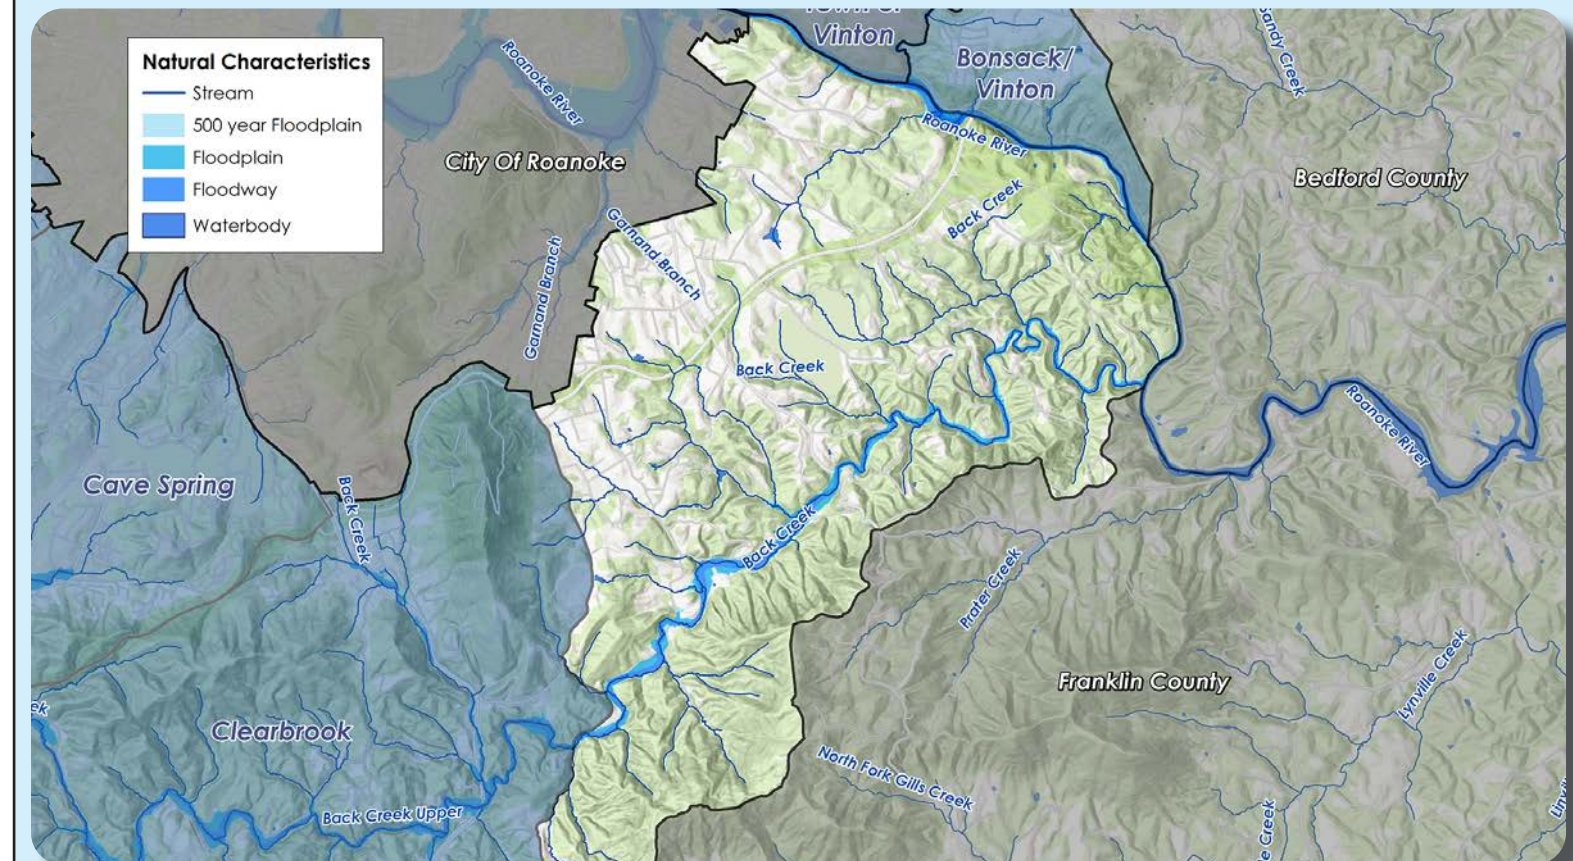 Natural Characteristics
Stream
500 year Floodplain
Floodplain
Floodway
Waterbody
Vinton
Bonsack/
Vinton
Sandy Creek
Roanoke River
City Of Roanoke
Roanoke River
Bedford County
Back Creek
Garnand Branch
Garnand Branch
Back Creek
Roanoke River
Cave Spring
Back Creek
Back Creek
Prater Creek
Franklin County
Lynville Creek
Clearbrook
North Fork Gills Creek
Back Creek Upper